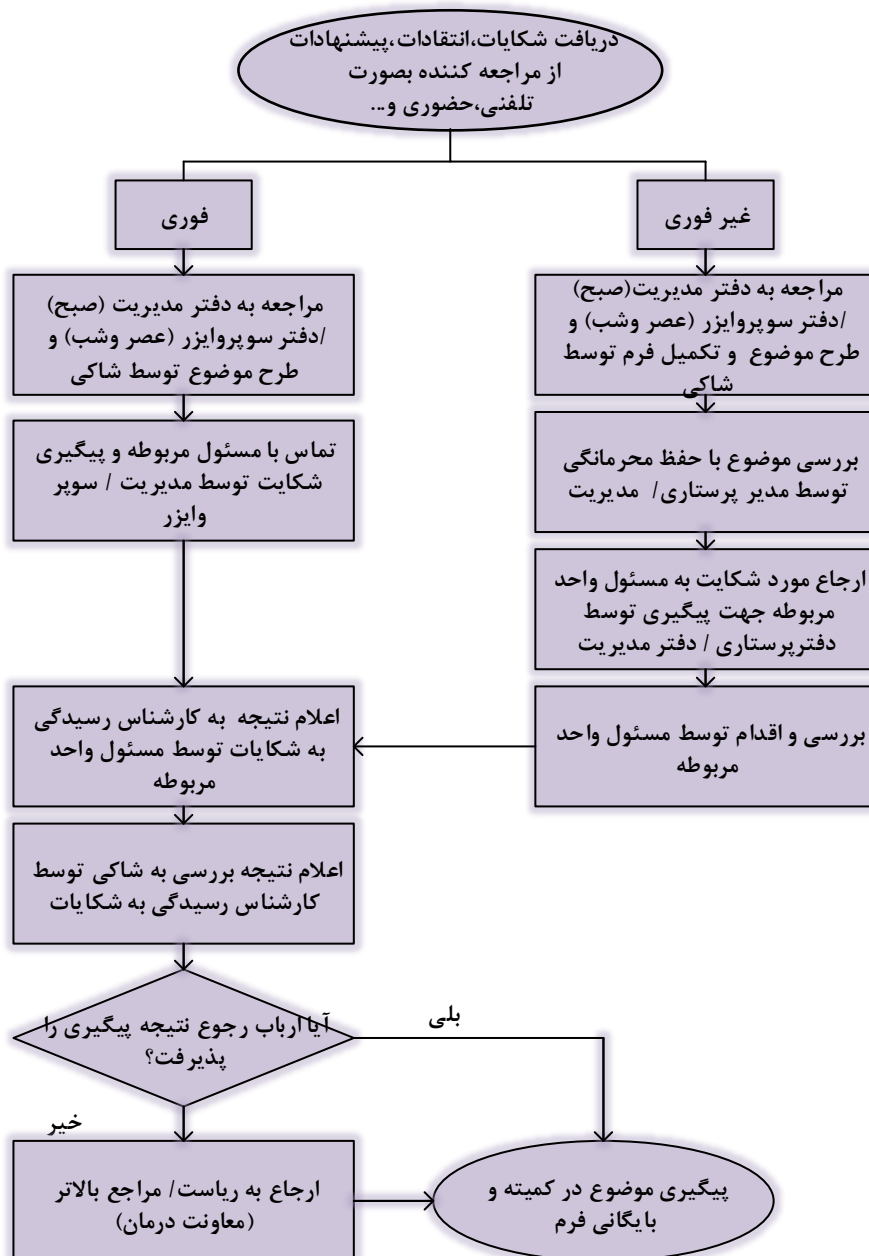 دریافت شکایات،انتقادات،پیشنهادات
از مراجعه کننده بصورت
تلفنی،حضوری و...
غیر فوری
فوری
مراجعه به دفتر مدیریت(صبح)
/دفتر سوپروایزر (عصر وشب) و
طرح موضوع و تکمیل فرم توسط
شاکی
مراجعه به دفتر مدیریت (صبح)
/دفتر سوپروایزر (عصر وشب) و
طرح موضوع توسط شاکی
بررسی موضوع با حفظ محرمانگی
توسط مدیر پرستاری/ مدیریت
تماس با مسئول مربوطه و پیگیری
شکایت توسط مدیریت / سوپر
وایزر
ارجاع مورد شکایت به مسئول واحد
مربوطه جهت پیگیری توسط
دفترپرستاری / دفتر مدیریت
بررسی و اقدام توسط مسئول واحد
مربوطه
اعلام نتیجه به کارشناس رسیدگی
به شکایات توسط مسئول واحد
مربوطه
اعلام نتیجه بررسی به شاکی توسط
کارشناس رسیدگی به شکایات
آیا ارباب رجوع نتیجه پیگیری را
پذیرفت؟
بلی
خیر
ارجاع به ریاست/ مراجع بالاتر
(معاونت درمان)
پیگیری موضوع در کمیته و
بایگانی فرم